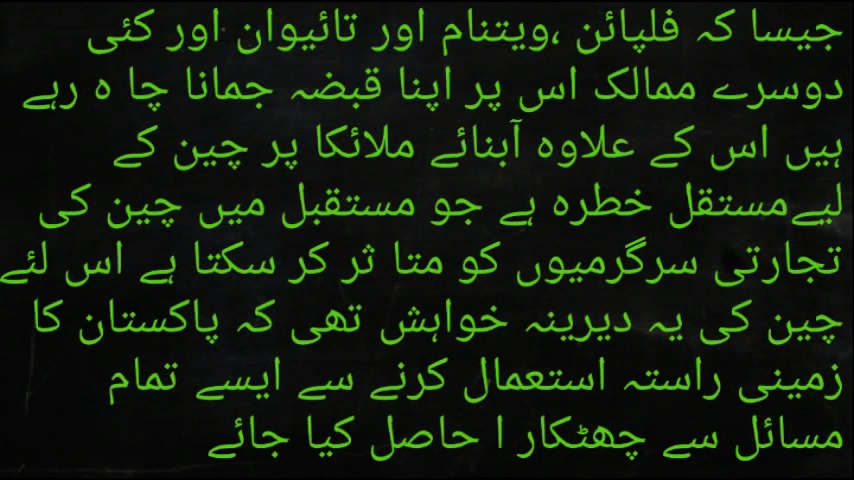 جیسا کہ فلپائن ،ویتنام اور تائیوان اور کئی
دوسرے ممالک اس پر اپنا قبضہ جمانا چا ہ رہے
ہیں اس کے علاوہ آبنائے ملائکا پر چین کے
لیےمستقل خطرہ ہے جو مستقبل میں چین کی
تجارتی سرگرمیوں کو متا ثر کر سکتا ہے اس لئے
چین کی یہ دیرینہ خواہش تھی کہ پاکستان کا
زمینی راستہ استعمال کرنے سے ایسے تمام
مسائل سے چھٹکار ا حاصل کیا جائے